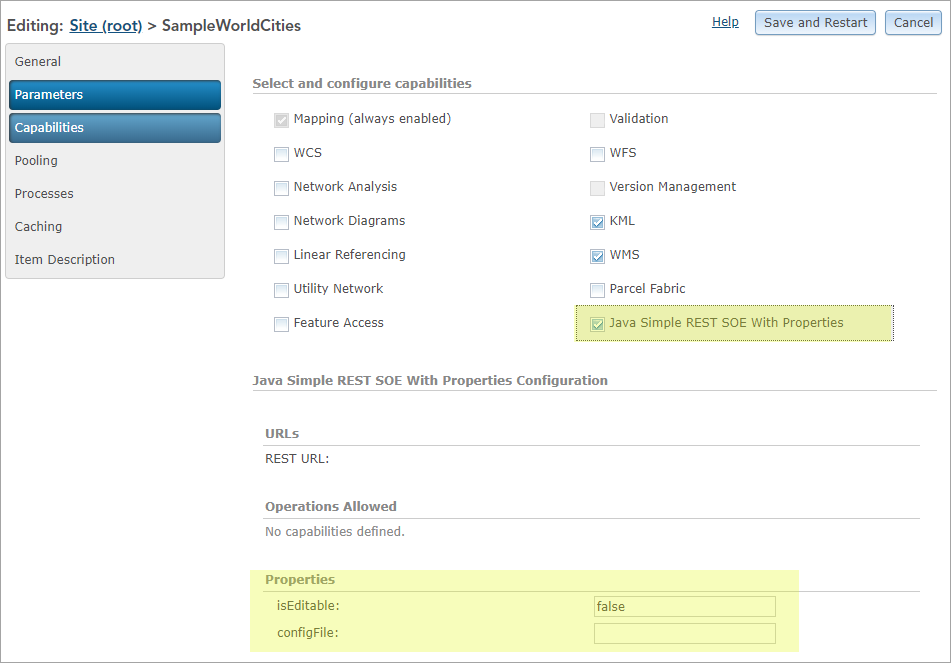 Editing: Site (root) > SampleWorldCities
Help
Save and Restart
Cancel
General
Parameters
Capabilities
Pooling
Processes
Caching
Item Description
Select and configure capabilities
Mapping (always enabled)
Validation
WCS
WFS
Network Analysis
Version Management
Network Diagrams
KML
Linear Referencing
WMS
Utility Network
Parcel Fabric
Feature Access
Java Simple REST SOE With Properties
Java Simple REST SOE With Properties Configuration
URLs
REST URL:
Operations Allowed
No capabilities defined.
Properties
isEditable: false
configFile: